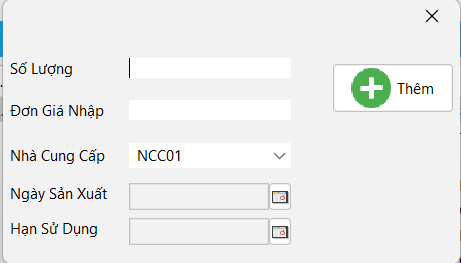 Số Lượng
Thêm
Đơn Giá Nhập
Nhà Cung Cấp NCC01
Ngày Sản Xuất
Hạn Sử Dụng